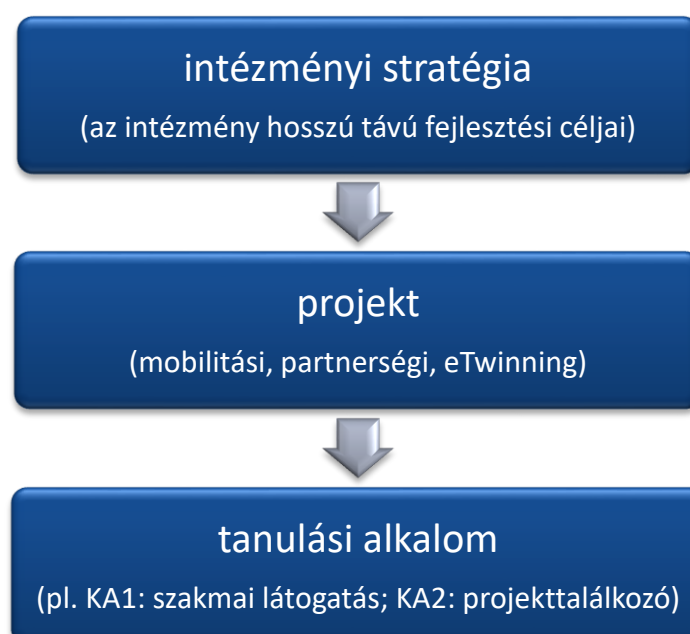 intézményi stratégia
(az intézmény hosszú távú fejlesztési céljai)
projekt
(mobilitási, partnerségi, eTwinning)
tanulási alkalom
(pl. KA1: szakmai látogatás; KA2: projekttalálkozó)